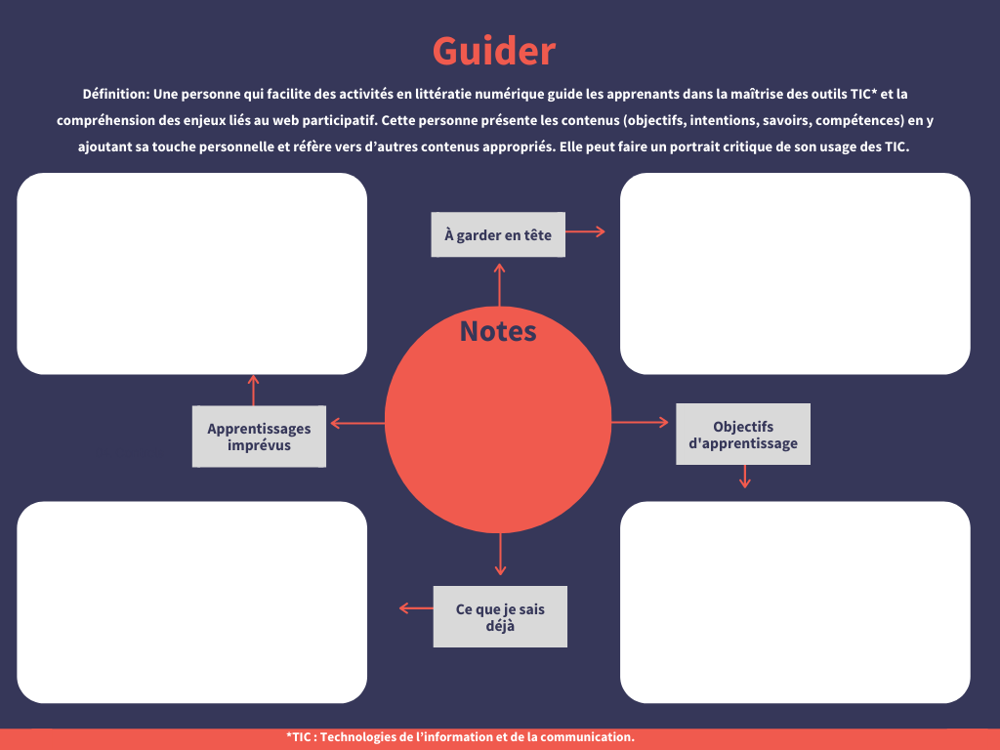 Guider
Définition: Une personne qui facilite des activités en littératie numérique guide les apprenants dans la maîtrise des outils TIC* et la
compréhension des enjeux liés au web participatif. Cette personne présente les contenus (objectifs, intentions, savoirs, compétences) en y
ajoutant sa touche personnelle et réfère vers d’autres contenus appropriés. Elle peut faire un portrait critique de son usage des TIC.
À garder en tête
Notes
Apprentissages
imprévus
Objectifs
d'apprentissage
Ce que je sais
déjà
*TIC : Technologies de l’information et de la communication.